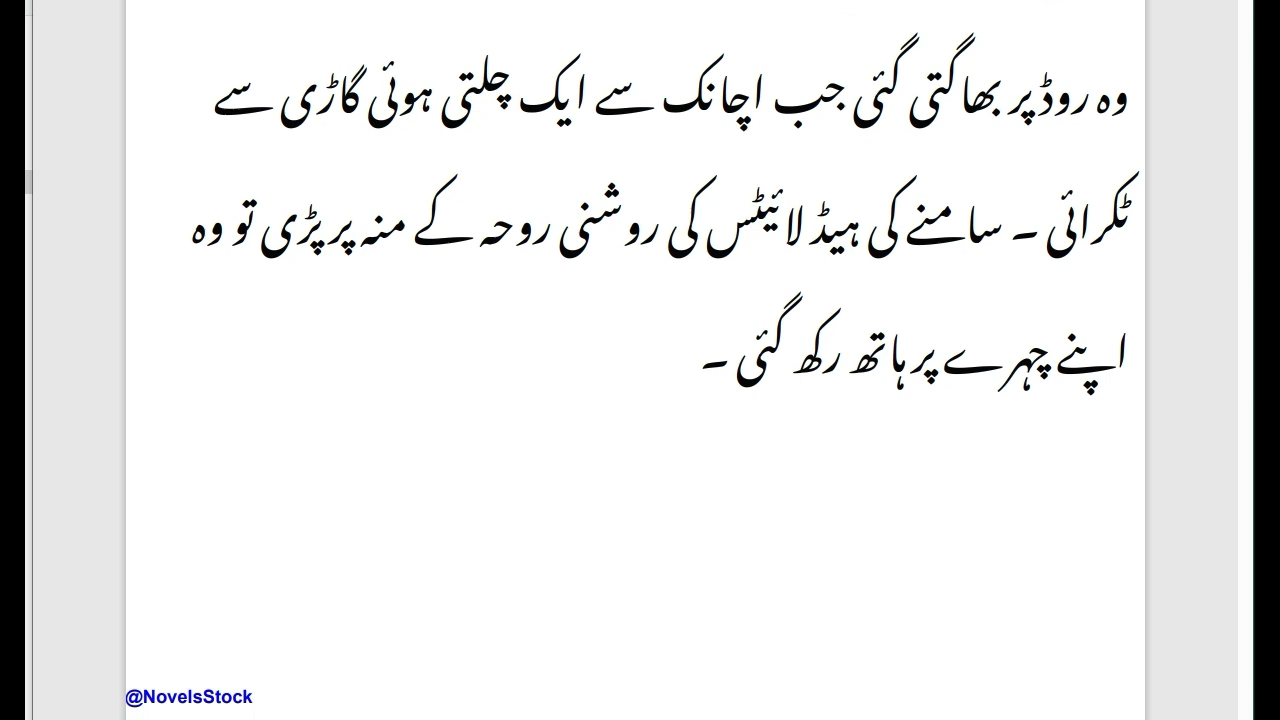 وہ روڈ پر بھاگتی گئی جب اچانک سے ایک چلتی ہوئی گاڑی سے
ٹکرائی ۔ سامنے کی ہیڈ لائیٹس کی روشنی روحہ کے منہ پر پڑی تو وہ
اپنے چہرے پر ہاتھ رکھ گئی ۔
@NovelsStock